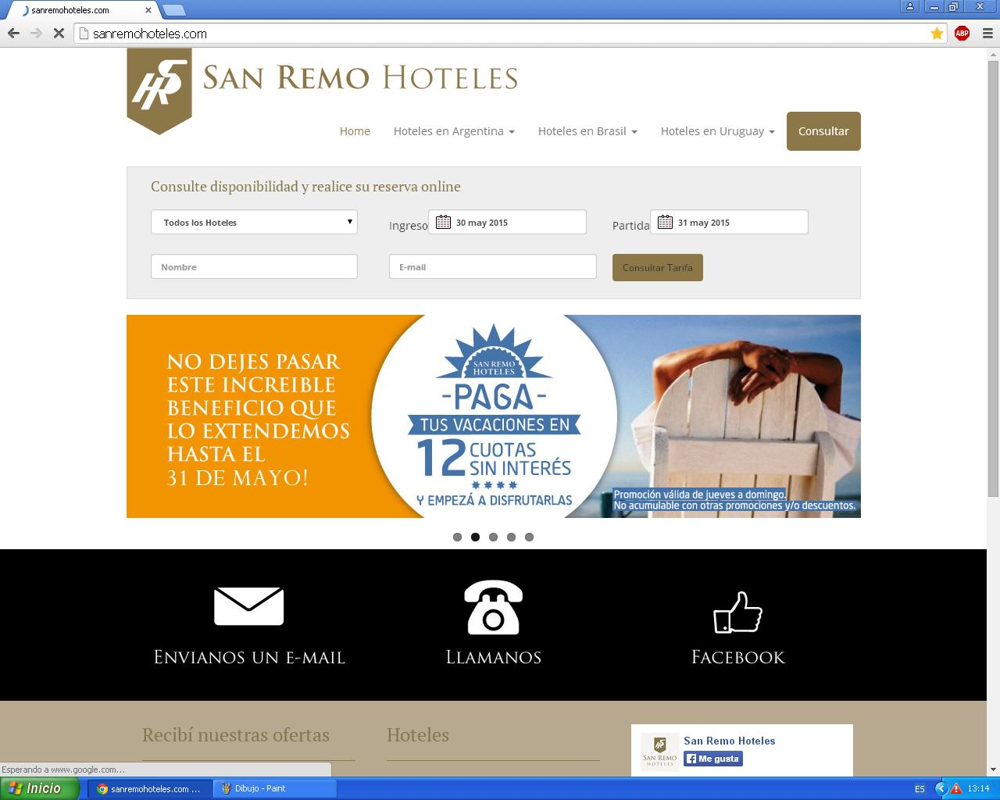 sanremohoteles.com
sanremohoteles.com
ABP
SAN REMO HOTELES
Home
Hoteles en Argentina
Hoteles en Brasil
Hoteles en Uruguay
Consultar
Consulte disponibilidad y realice su reserva online
Todos los Hoteles
Ingreso
30 may 2015
Partida
31 may 2015
Nombre
E-mail
Consultar Tarifa
NO DEJES PASAR
ESTE INCREIBLE
BENEFICIO QUE
LO EXTENDEMOS
HASTA EL
31 DE MAYO!
SAN REMO
HOTELES
-PAGA-
TUS VACACIONES EN
12 CUOTAS
SIN INTERÉS
Y EMPEZÁ A DISFRUTARLAS
Promoción válida de jueves a domingo.
No acumulable con otras promociones y/o descuentos.
ENVIANOS UN E-MAIL
LLAMANOS
FACEBOOK
Recibí nuestras ofertas
Hoteles
SAN REMO
HOTELES
San Remo Hoteles
Me gusta
Esperando a www.google.com...
Inicio
sanremohoteles.com ...
Dibujo - Paint
ES
13:14